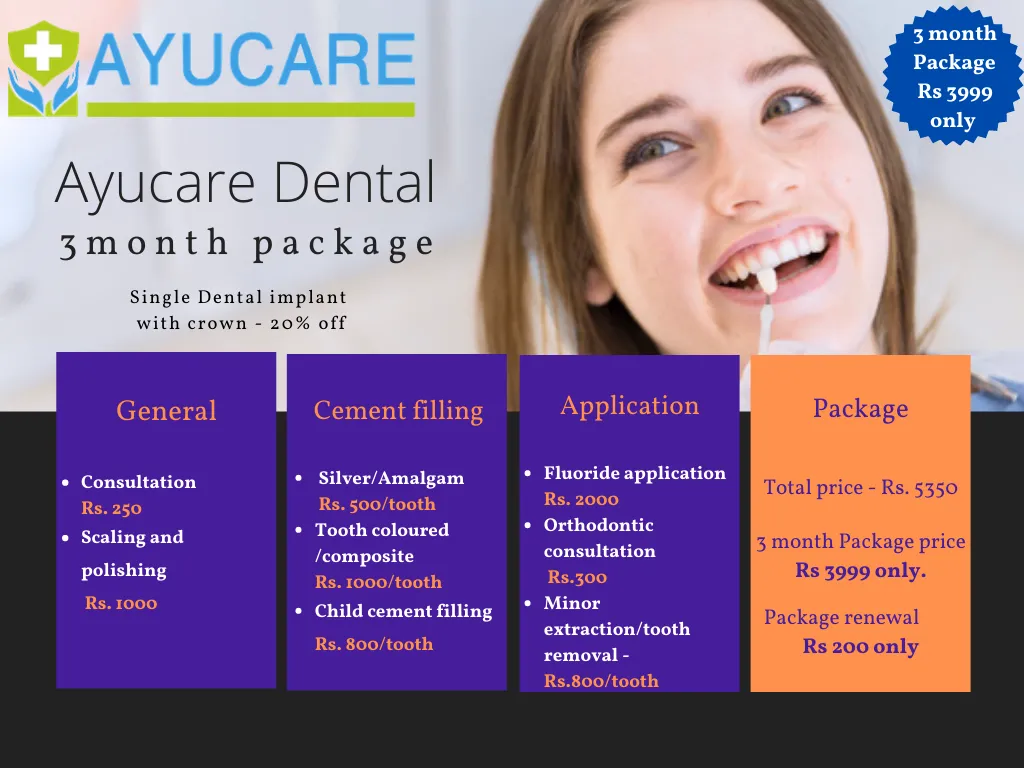 AYUCARE
3 month
Package
Rs 3999
only
Ayucare Dental
3 month package
Single Dental implant
with crown - 20% off
General
• Consultation
Rs. 250
• Scaling and
polishing
Rs. 1000
Cement filling
• Silver/Amalgam
Rs. 500/tooth
• Tooth coloured
/composite
Rs. 1000/tooth
• Child cement filling
Rs. 800/tooth
Application
• Fluoride application
Rs. 2000
• Orthodontic
consultation
Rs.300
• Minor
extraction/tooth
removal -
Rs.800/tooth
Package
Total price - Rs. 5350
3 month Package price
Rs 3999 only.
Package renewal
Rs 200 only